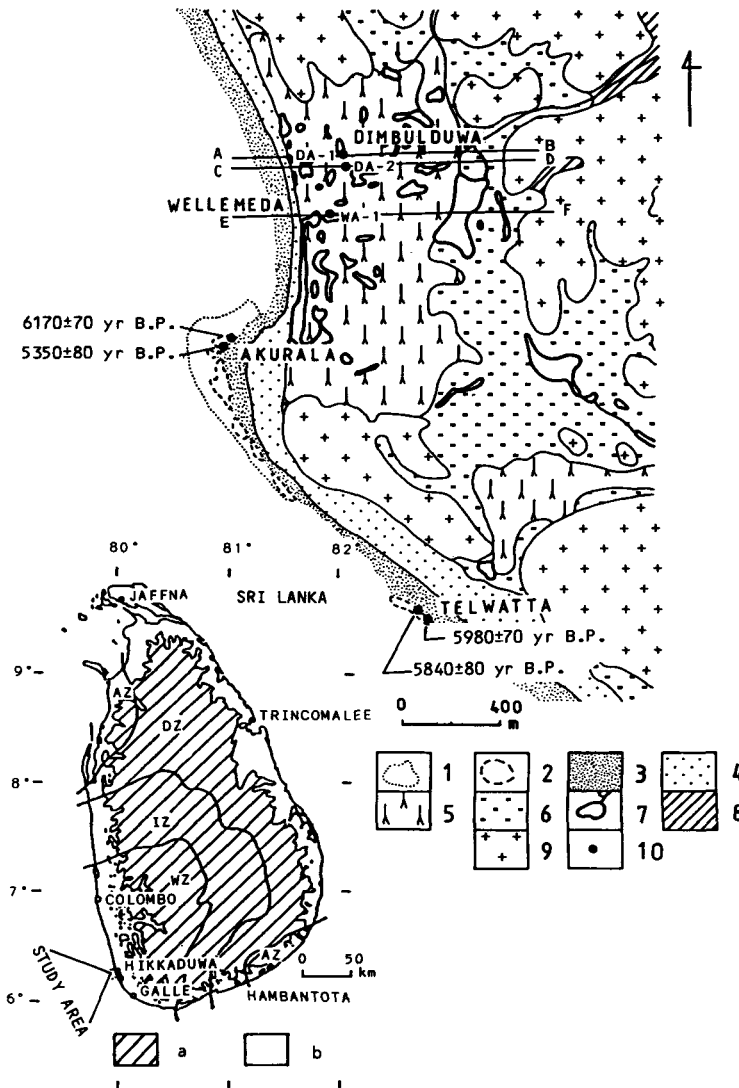 A
DA-1
DIMBULDUWA
B
C
DA-2
D
WELLEMEDA
E
WA-1
F
6170±70 yr B.P.
5350±80 yr B.P.
AKURALA
TELWATTA
5980±70 yr B.P.
5840±80 yr B.P.
0 400
m
80° 81° 82°
JAFFNA SRI LANKA
9°
AZ
DZ
TRINCOMALEE
8°
IZ
WZ
7°
COLOMBO
HIKKADUWA
AZ
0 50
km
STUDY AREA
GALLE
HAMBANTOTA
6°
1 2 3 4
5 6 7 8
9 10
a b